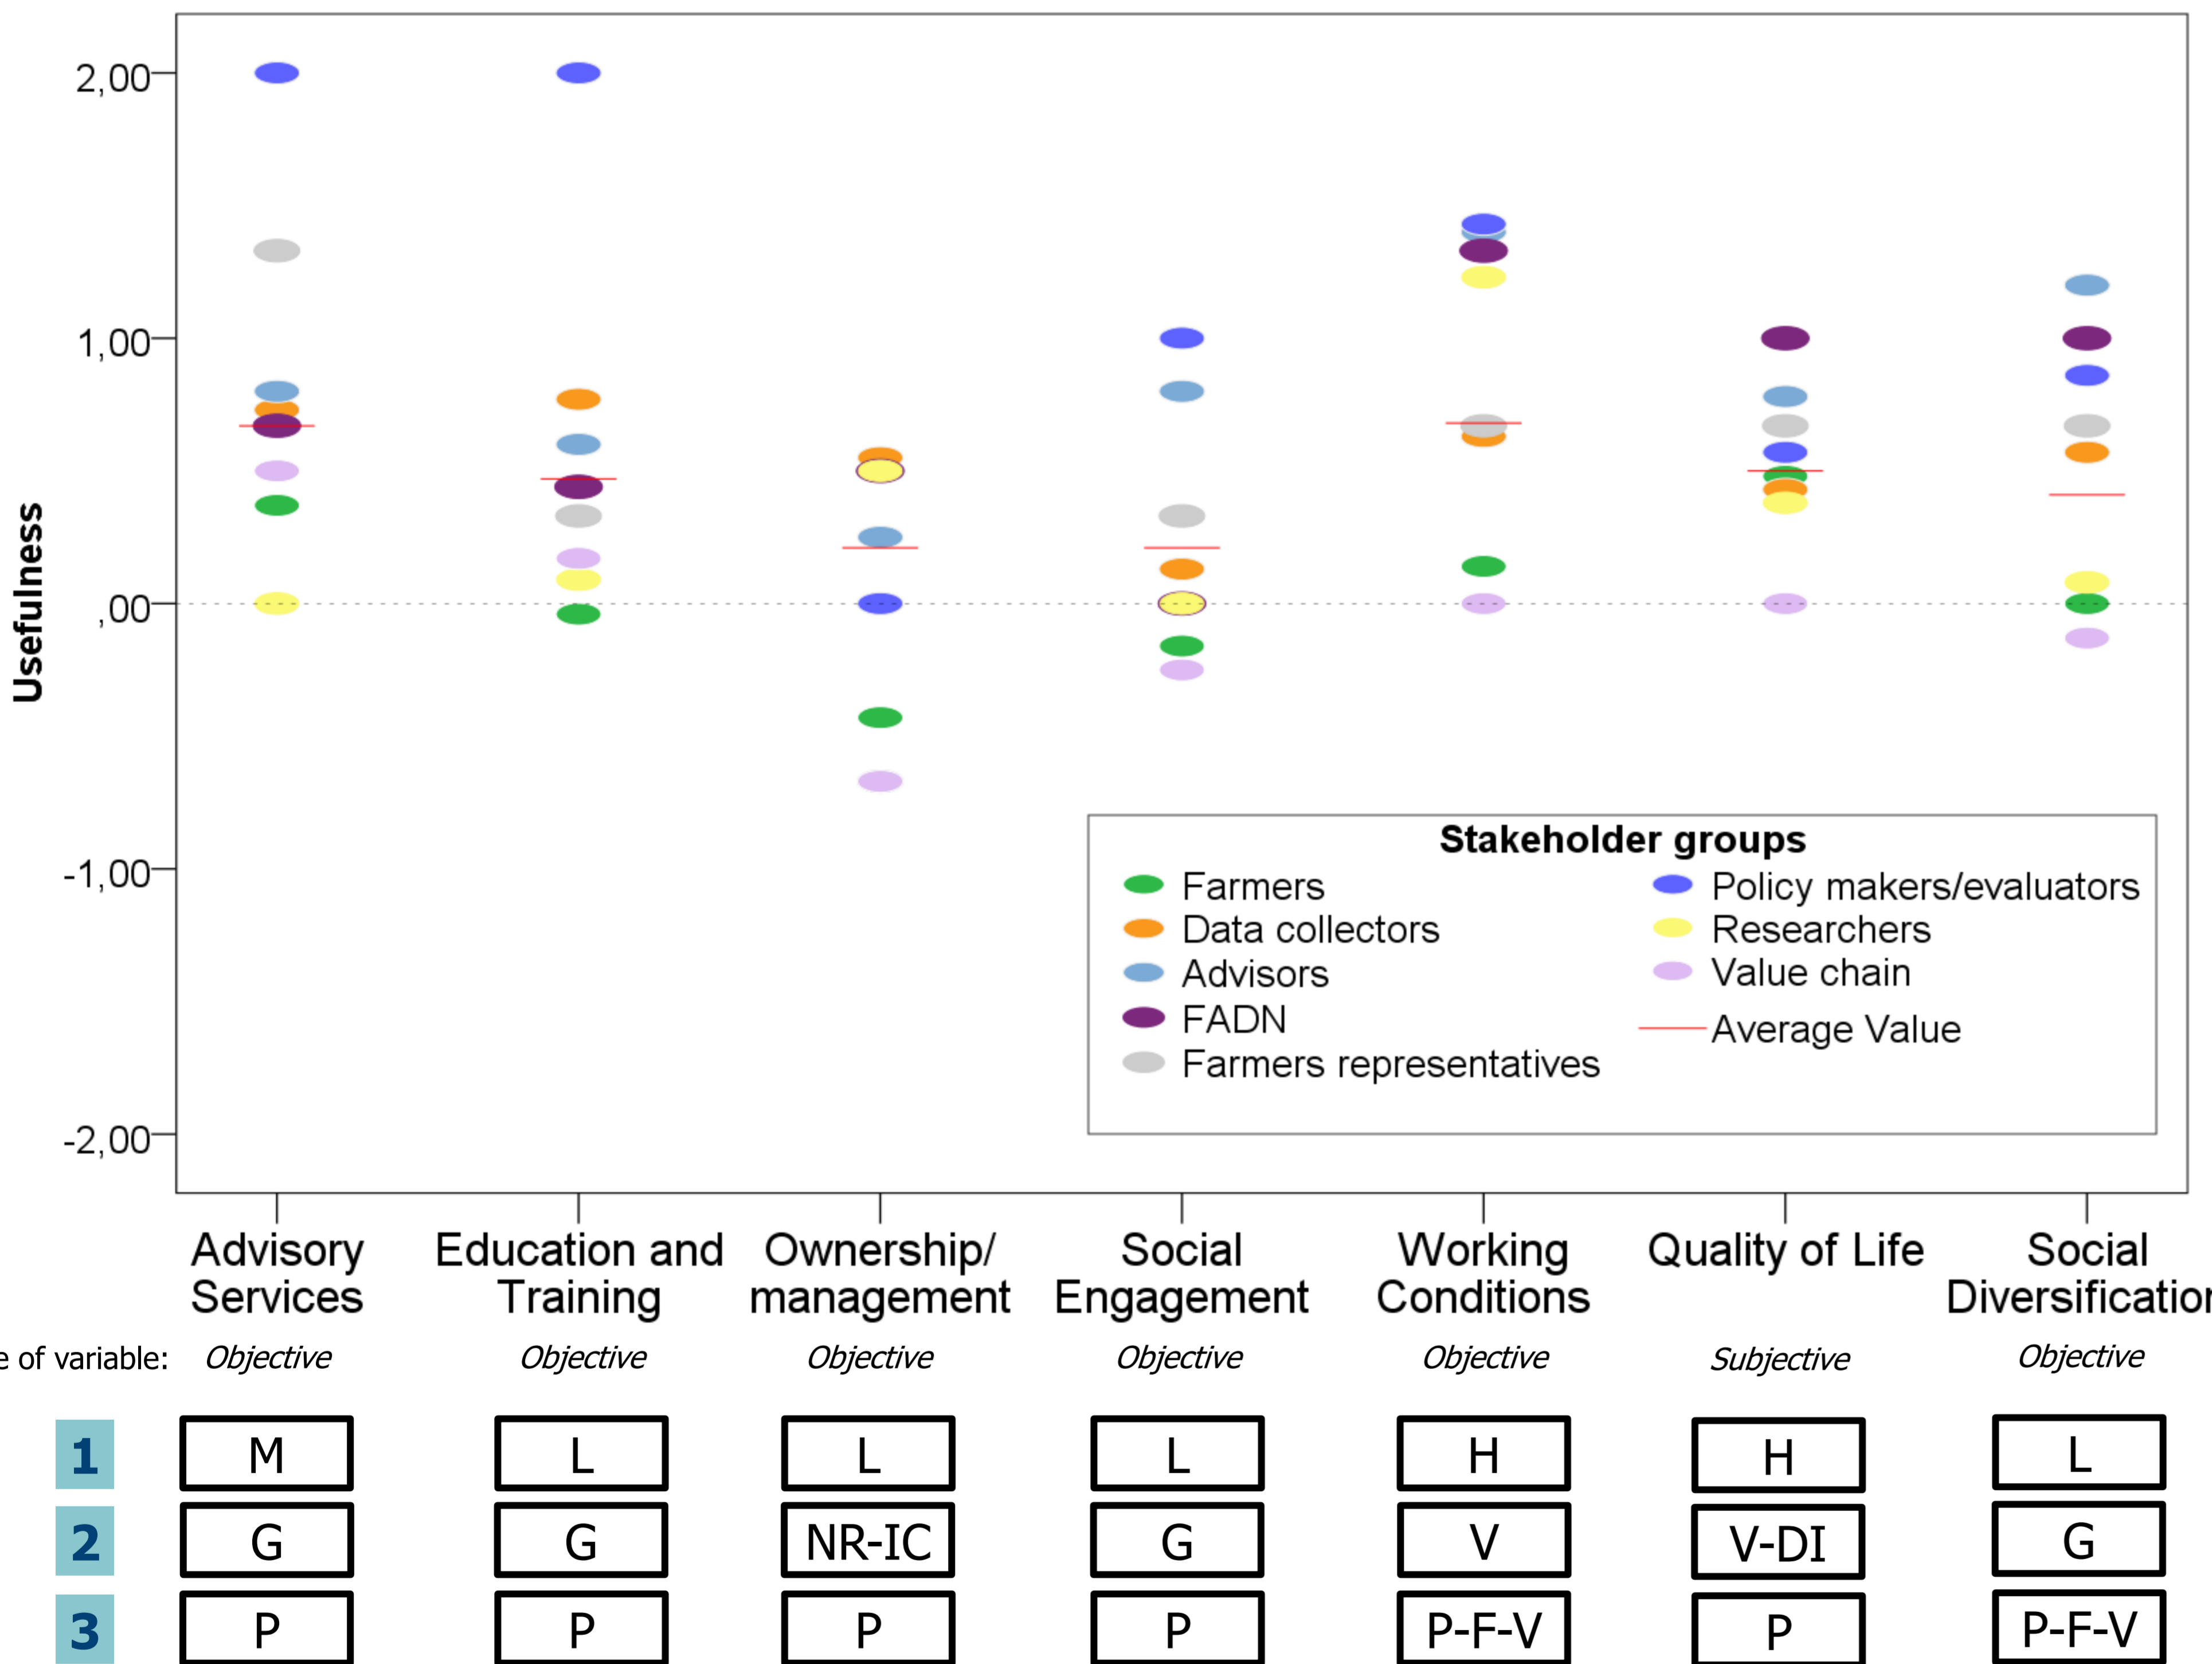 2,00
1,00
,00
-1,00
-2,00
Usefulness
Stakeholder groups
Farmers
Data collectors
Advisors
FADN
Farmers representatives
Policy makers/evaluators
Researchers
Value chain
Average Value
Advisory
Services
Education and
Training
Ownership/
management
Social
Engagement
Working
Conditions
Quality of Life
Social
Diversification
e of variable: Objective Objective Objective Objective Objective Subjective Objective
1 M L L L H H L
2 G G NR-IC G V V-DI G
3 P P P P P-F-V P P-F-V